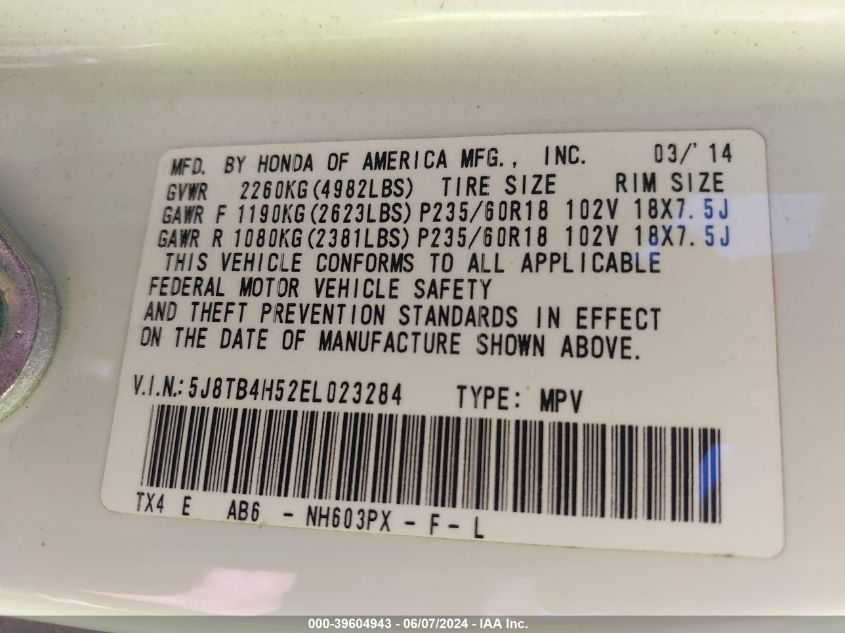 MFD. BY HONDA OF AMERICA MFG., INC. 03/'14
GVWR 2260KG(4982LBS) TIRE SIZE RIM SIZE
GAWR F 1190KG(2623LBS) P235/60R18 102V 18X7.5J
GAWR R 1080KG(2381LBS) P235/60R18 102V 18X7.5J
THIS VEHICLE CONFORMS TO ALL APPLICABLE
FEDERAL MOTOR VEHICLE SAFETY
AND THEFT PREVENTION STANDARDS IN EFFECT
ON THE DATE OF MANUFACTURE SHOWN ABOVE.
V.I.N.: 5J8TB4H52EL023284 TYPE: MPV
TX4 E AB6 - NH603PX - F - L
000-39604943 - 06/07/2024 - IAA Inc.